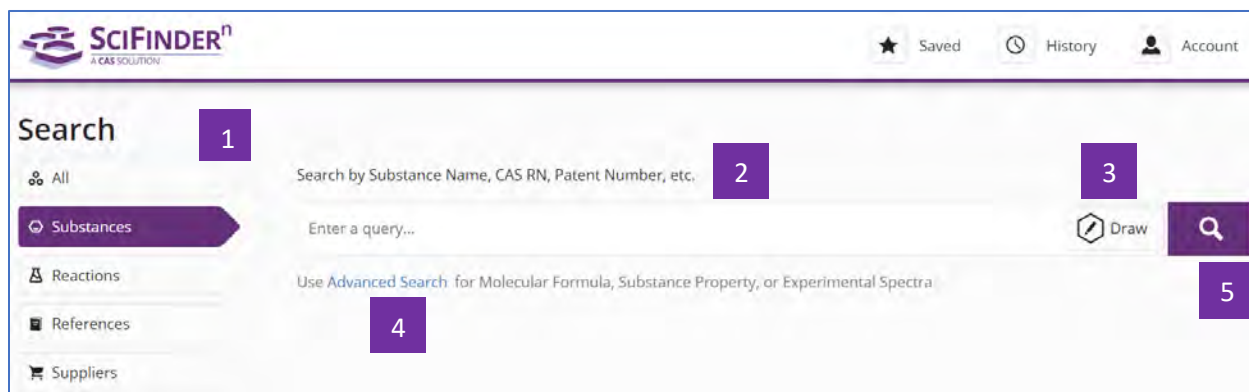 SCIFINDERn
A CAS SOLUTION
Saved
History
Account
Search
1
All
Search by Substance Name, CAS RN, Patent Number, etc.
2
3
Substances
Enter a query...
Draw
Reactions
Use Advanced Search for Molecular Formula, Substance Property, or Experimental Spectra
5
References
4
Suppliers